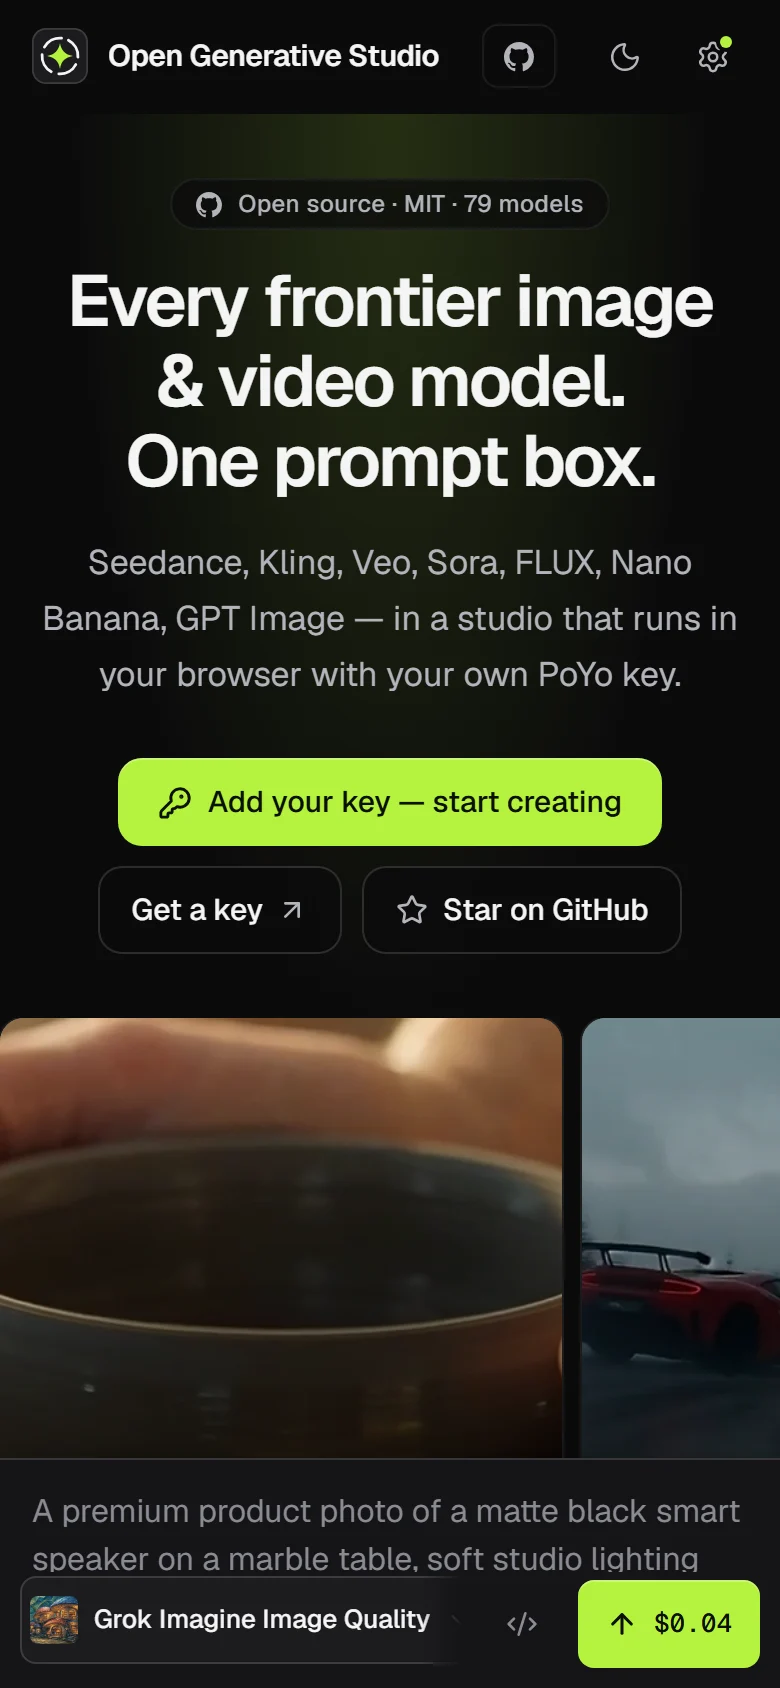 Open Generative Studio
Open source · MIT · 79 models
Every frontier image
& video model.
One prompt box.
Seedance, Kling, Veo, Sora, FLUX, Nano
Banana, GPT Image — in a studio that runs in
your browser with your own PoYo key.
Add your key — start creating
Get a key
Star on GitHub
A premium product photo of a matte black smart
speaker on a marble table, soft studio lighting
Grok Imagine Image Quality
$0.04